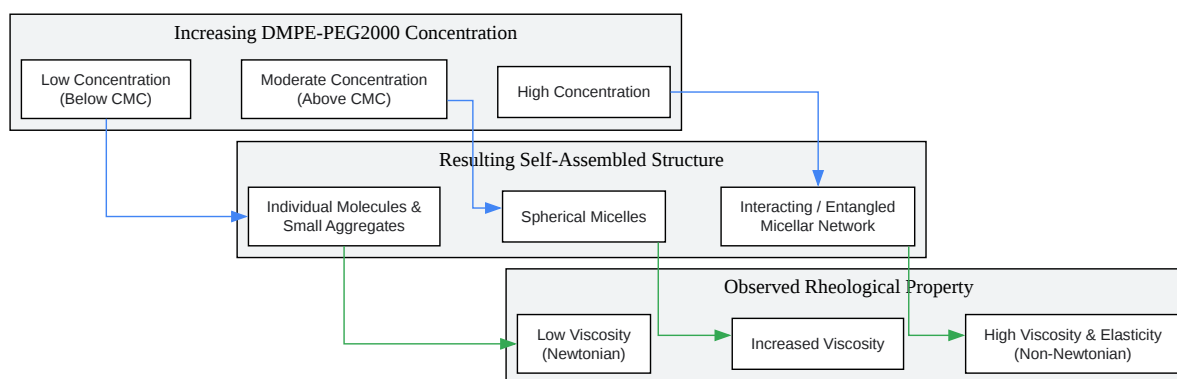 Increasing DMPE-PEG2000 Concentration
Low Concentration
(Below CMC)
Moderate Concentration
(Above CMC)
High Concentration
Resulting Self-Assembled Structure
Individual Molecules &
Small Aggregates
Spherical Micelles
Interacting / Entangled
Micellar Network
Observed Rheological Property
Low Viscosity
(Newtonian)
Increased Viscosity
High Viscosity & Elasticity
(Non-Newtonian)